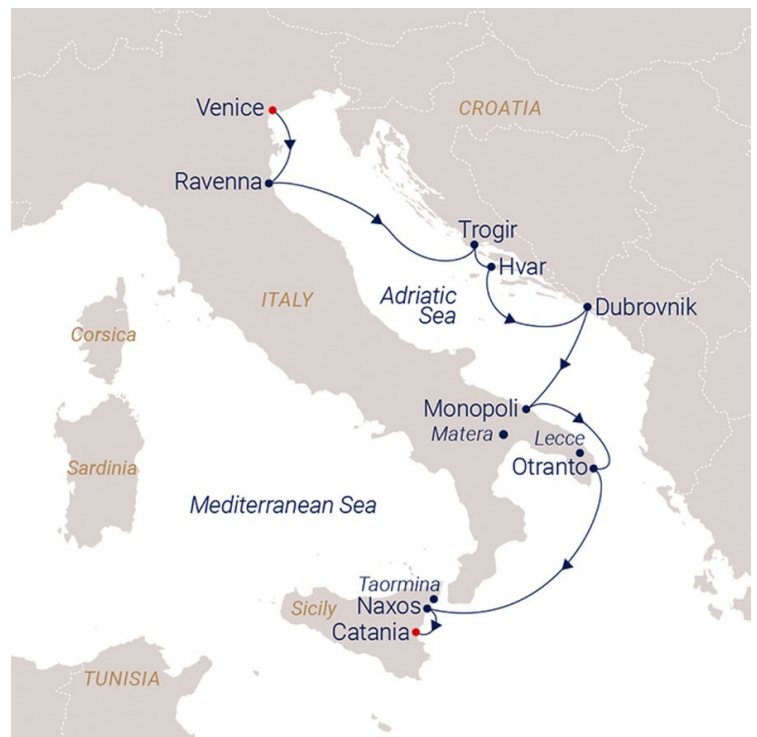 Venice
CROATIA
Ravenna
Trogir
Hvar
ITALY
Adriatic
Sea
Dubrovnik
Corsica
Monopoli
Matera
Lecce
Otranto
Sardinia
Mediterranean Sea
Taormina
Sicily
Naxos
Catania
TUNISIA